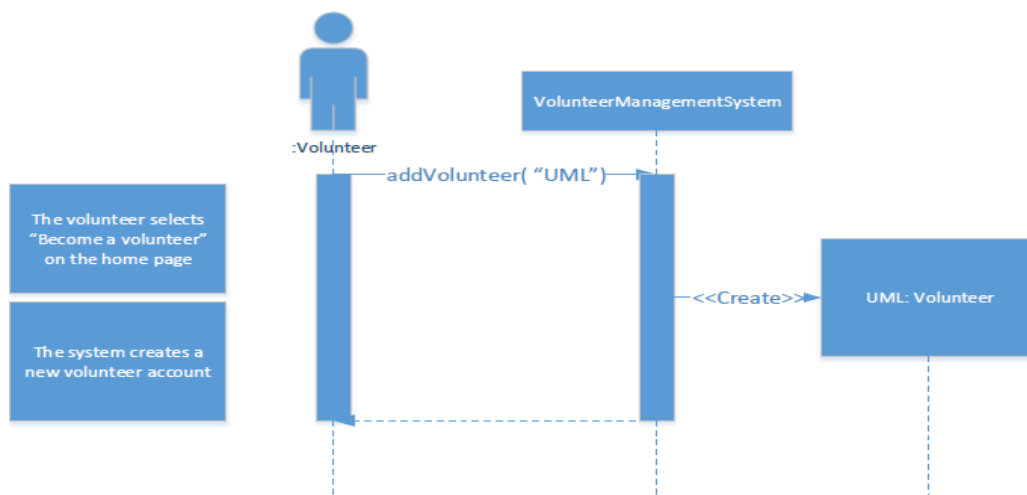 VolunteerManagementSystem
:Volunteer
addVolunteer( “UML”)
The volunteer selects
“Become a volunteer”
on the home page
<<Create>>
UML: Volunteer
The system creates a
new volunteer account